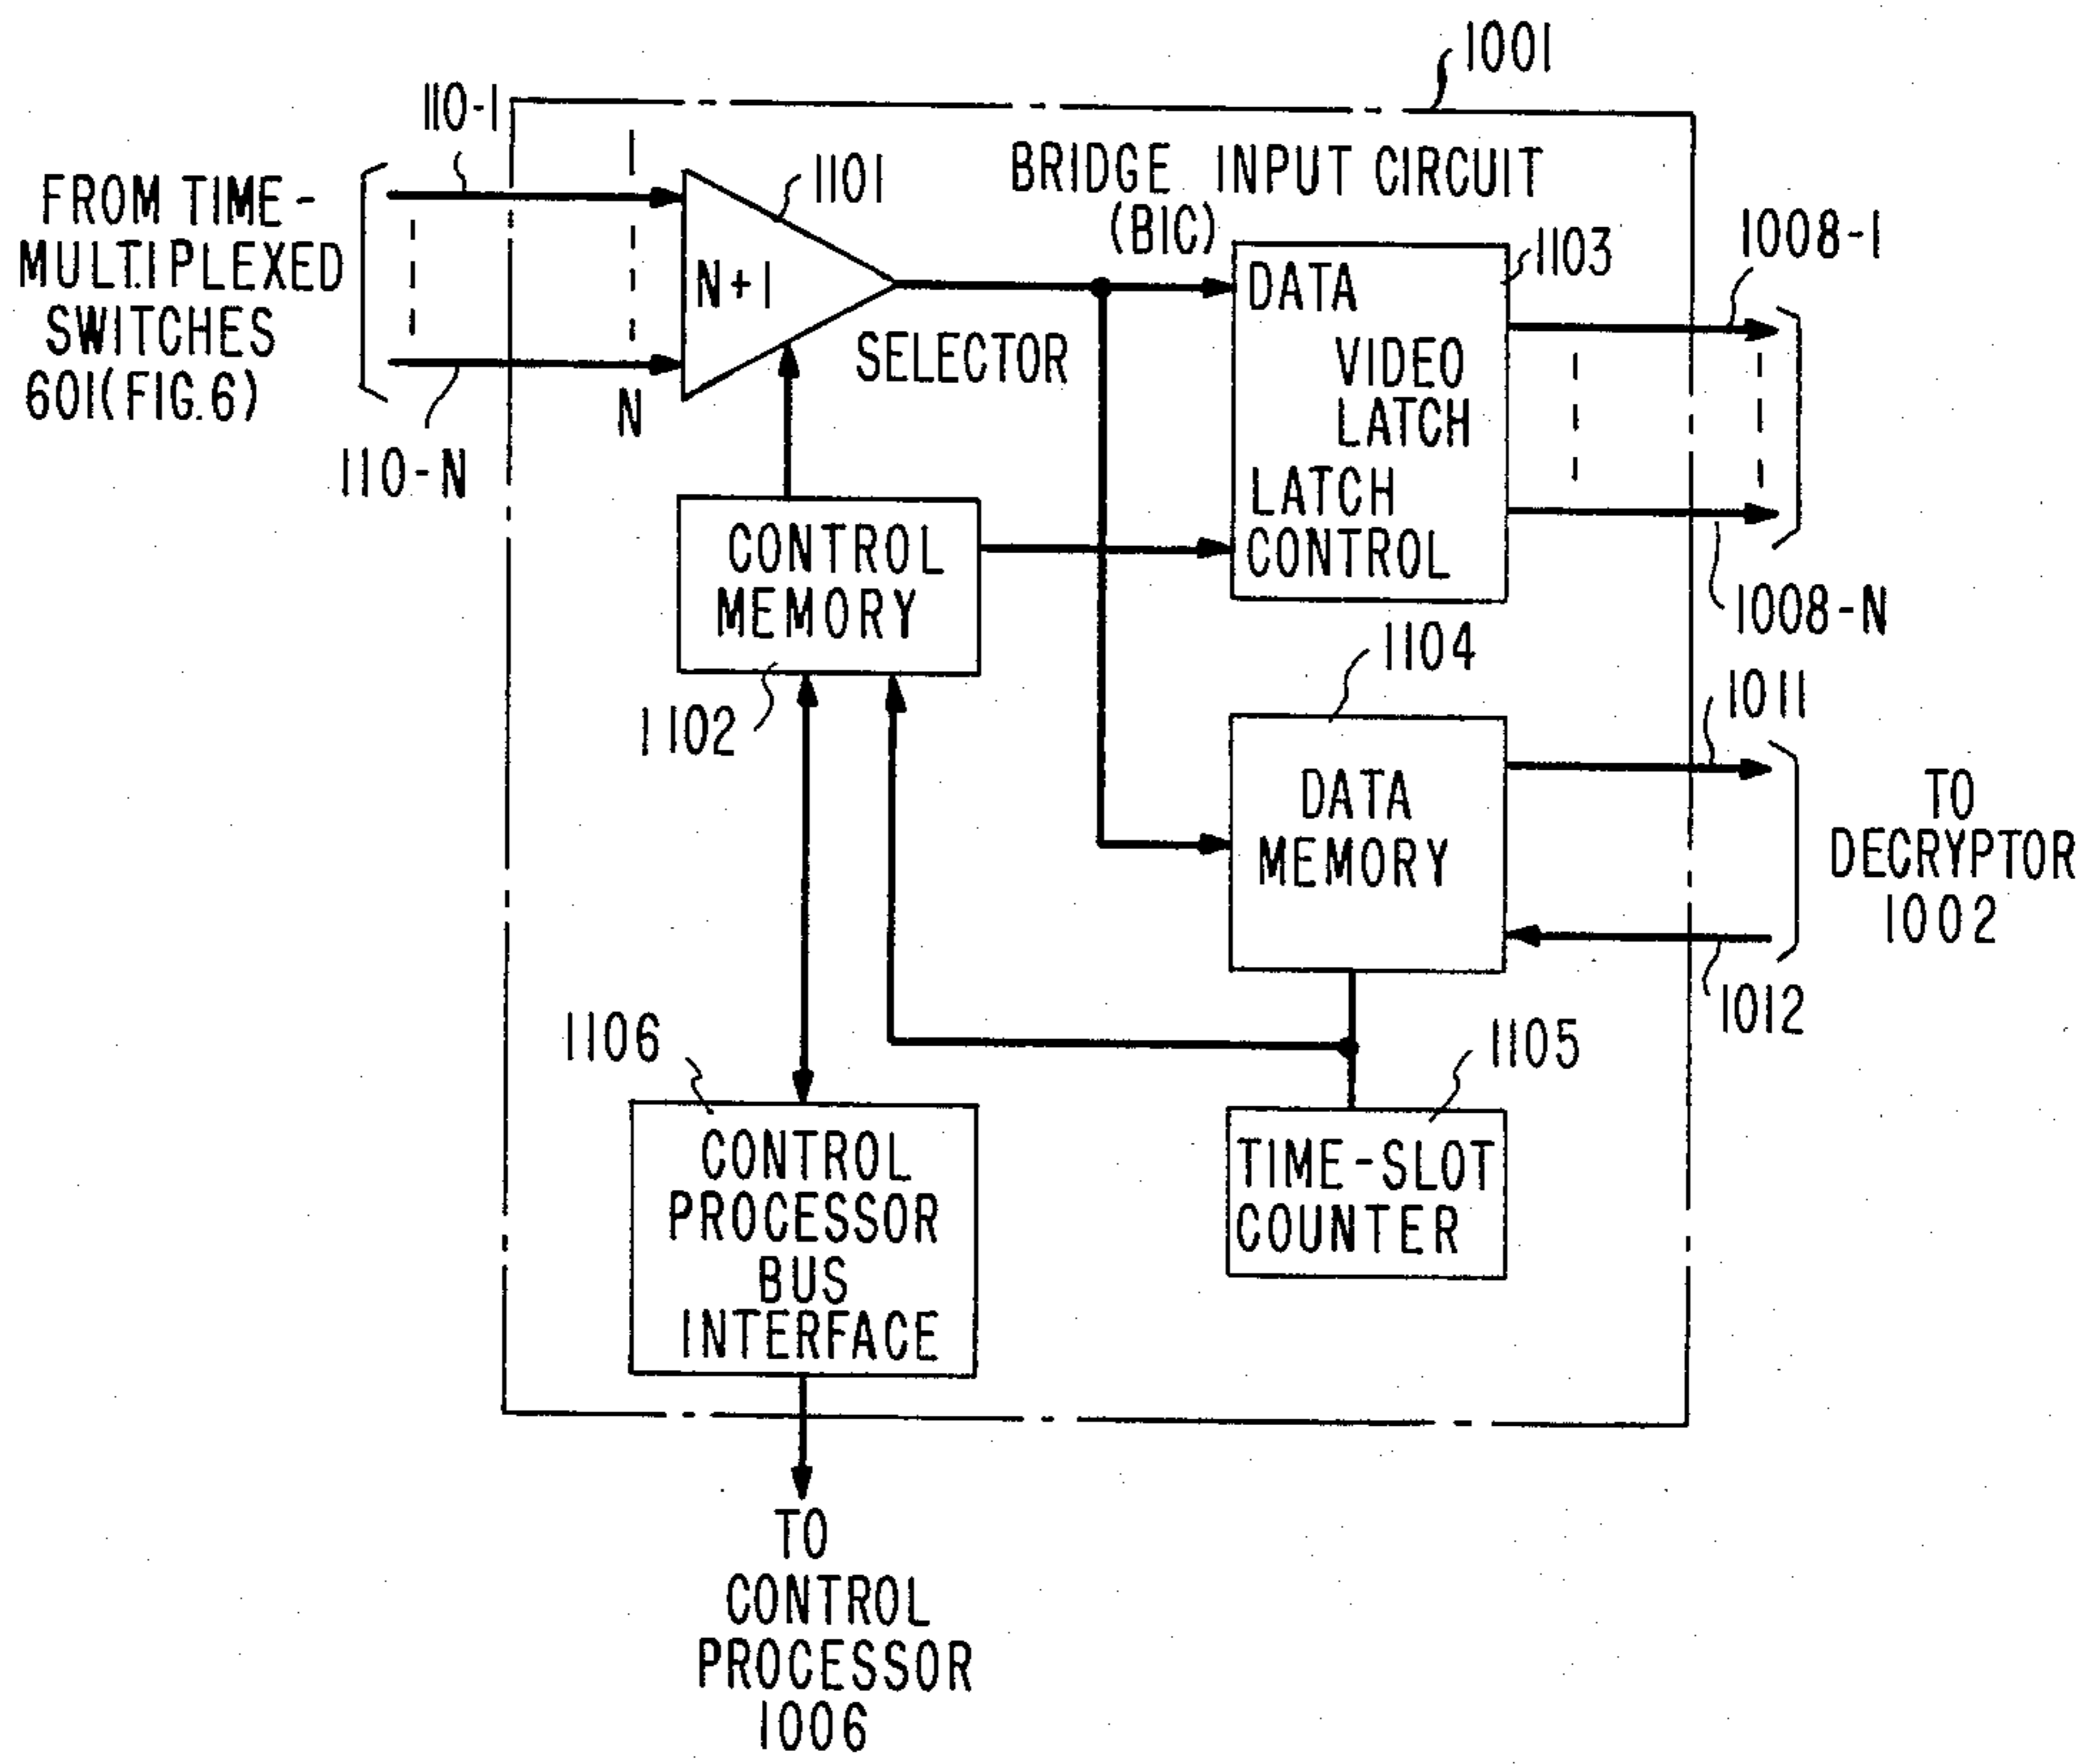 1001
110-1
1
1101
BRIDGE INPUT CIRCUIT
(BIC)
FROM TIME-
MULTIPLEXED
SWITCHES
601(FIG.6)
N+1
SELECTOR
N
110-N
1103
DATA
VIDEO
LATCH
LATCH
CONTROL
1008-1
1008-N
CONTROL
MEMORY
1102
1104
DATA
MEMORY
1011
TO
DECRYPTOR
1002
1012
1106
CONTROL
PROCESSOR
BUS
INTERFACE
1105
TIME-SLOT
COUNTER
TO
CONTROL
PROCESSOR
1006